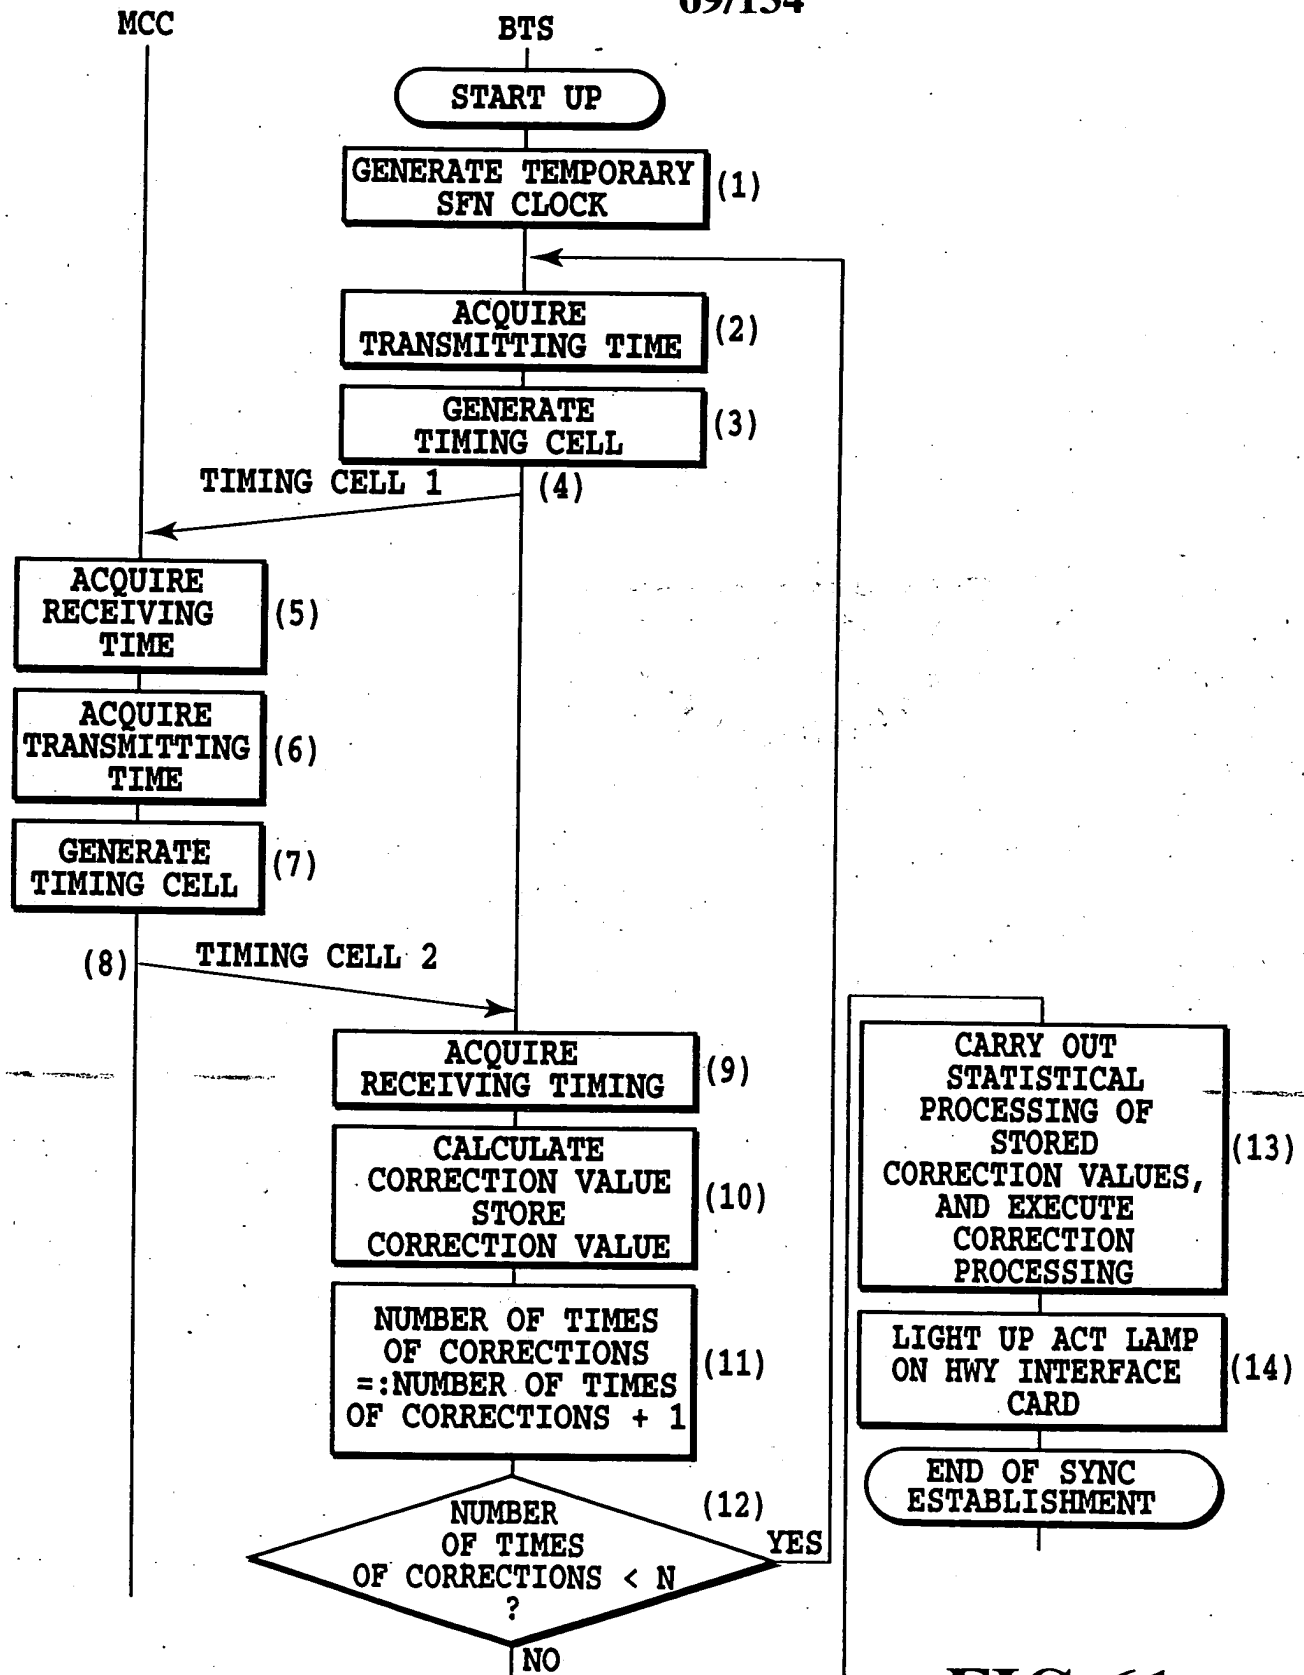 69/154
MCC
BTS
START UP
GENERATE TEMPORARY
SFN CLOCK
(1)
ACQUIRE
TRANSMITTING TIME
(2)
GENERATE
TIMING CELL
(3)
TIMING CELL 1
(4)
ACQUIRE
RECEIVING
TIME
(5)
ACQUIRE
TRANSMITTING
TIME
(6)
GENERATE
TIMING CELL
(7)
(8)
TIMING CELL 2
ACQUIRE
RECEIVING TIMING
(9)
CALCULATE
CORRECTION VALUE
STORE
CORRECTION VALUE
(10)
NUMBER OF TIMES
OF CORRECTIONS
=:NUMBER OF TIMES
OF CORRECTIONS + 1
(11)
NUMBER
OF TIMES
OF CORRECTIONS < N
?
(12)
YES
NO
CARRY OUT
STATISTICAL
PROCESSING OF
STORED
CORRECTION VALUES,
AND EXECUTE
CORRECTION
PROCESSING
(13)
LIGHT UP ACT LAMP
ON HWY INTERFACE
CARD
(14)
END OF SYNC
ESTABLISHMENT